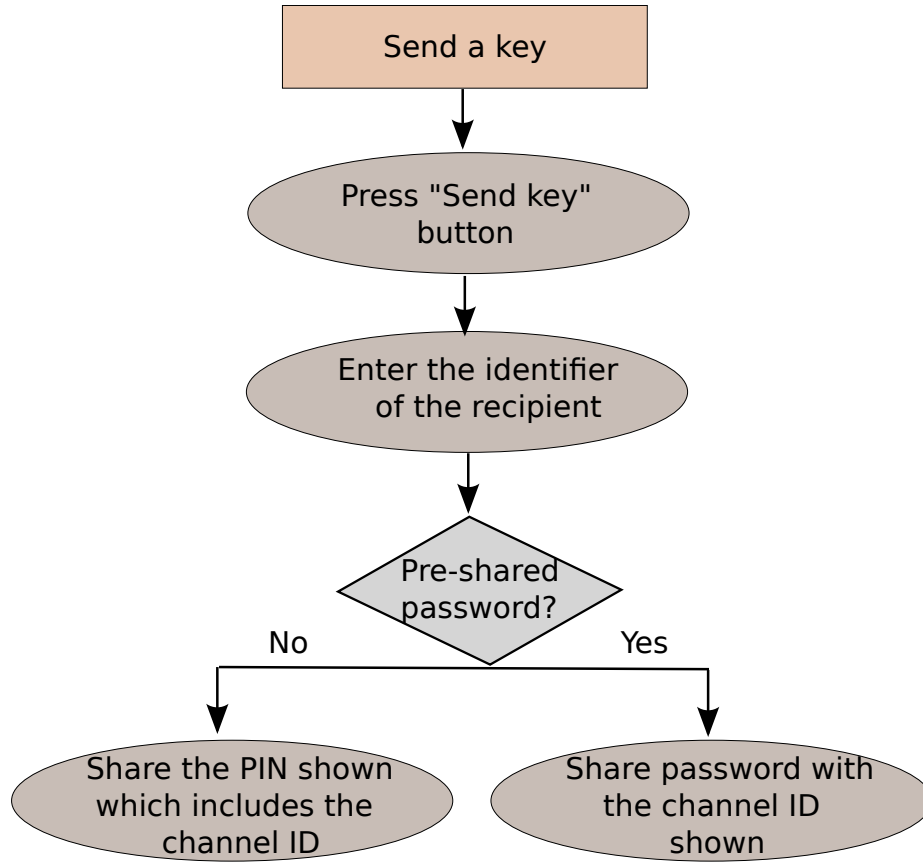 Send a key
Press "Send key"
button
Enter the identifier
of the recipient
Pre-shared
password?
No
Yes
Share the PIN shown
which includes the
channel ID
Share password with
the channel ID
shown